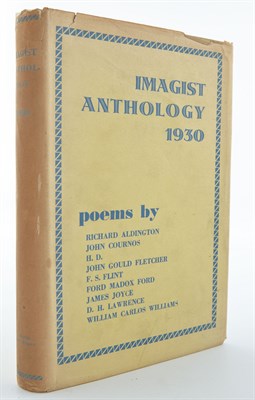 IMAGIST
ANTHOLOGY
1930
poems by
RICHARD ALDINGTON
JOHN COURNOS
H. D.
JOHN GOULD FLETCHER
F. S. FLINT
FORD MADOX FORD
JAMES JOYCE
D. H. LAWRENCE
WILLIAM CARLOS WILLIAMS
IMAGIST